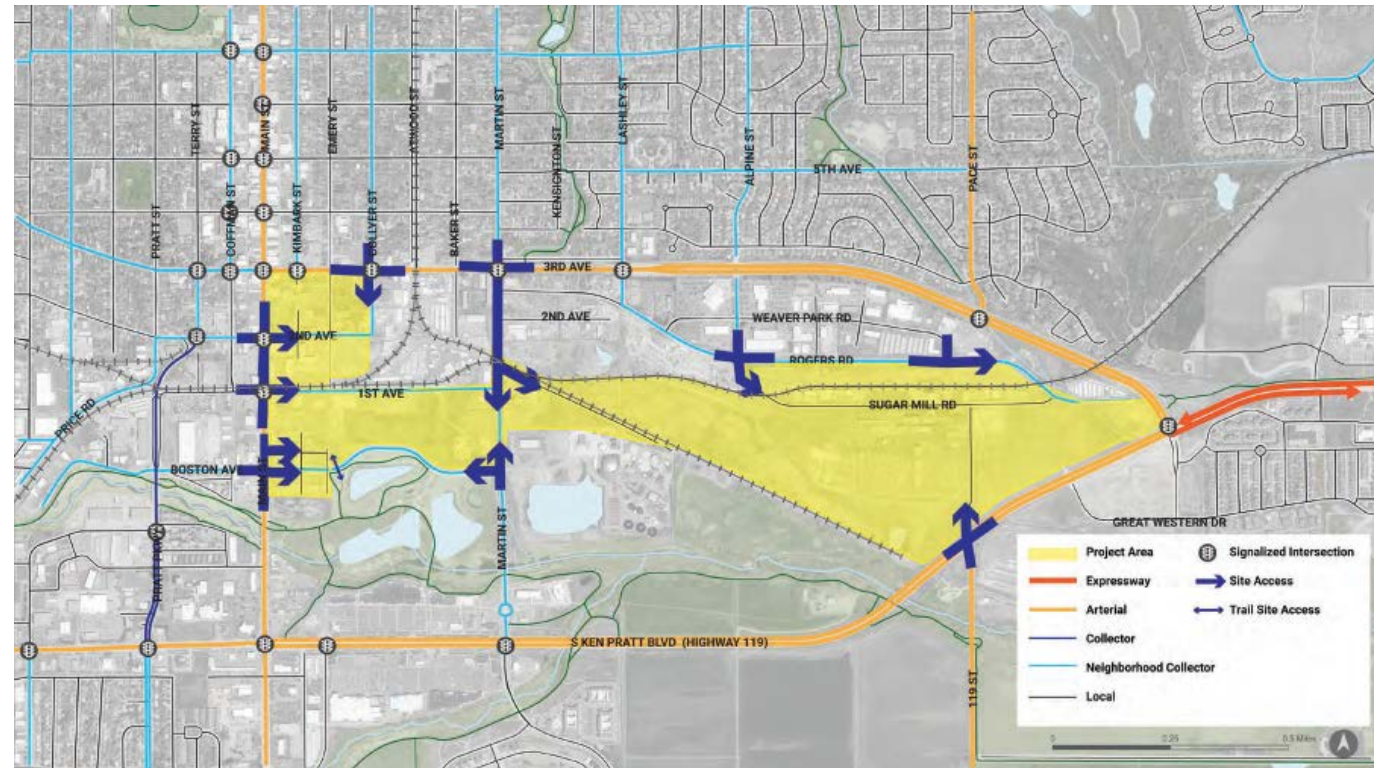 TERRY ST
MAIN ST
EMERY ST
ATWOOD ST
MARTIN ST
KENSIGNTON ST
LASHLEY ST
ALPINE ST
5TH AVE
PACE ST
PRATT ST
COFFMAN ST
KIMBARK ST
COLLYER ST
BAKER ST
3RD AVE
2ND AVE
2ND AVE
WEAVER PARK RD
ROGERS RD
1ST AVE
SUGAR MILL RD
PRICE RD
BOSTON AVE
MAIN ST
MARTIN ST
PRATT PKWY
GREAT WESTERN DR
S KEN PRATT BLVD (HIGHWAY 119)
119 ST
Project Area
Signalized Intersection
Expressway
Site Access
Arterial
Trail Site Access
Collector
Neighborhood Collector
Local
0
0.25
0.5 Miles